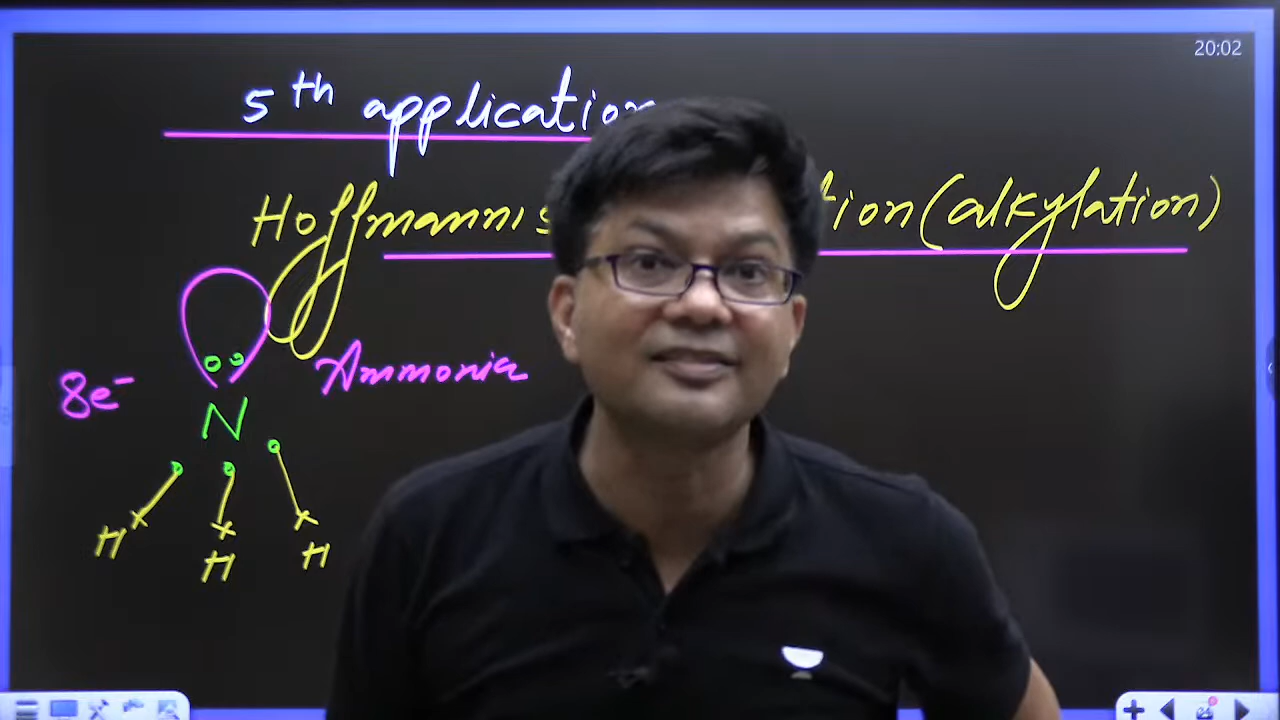 20:02
5th application
Hoffmann's tion (alkylation)
Ammonia
8e⁻
N
H
H
H